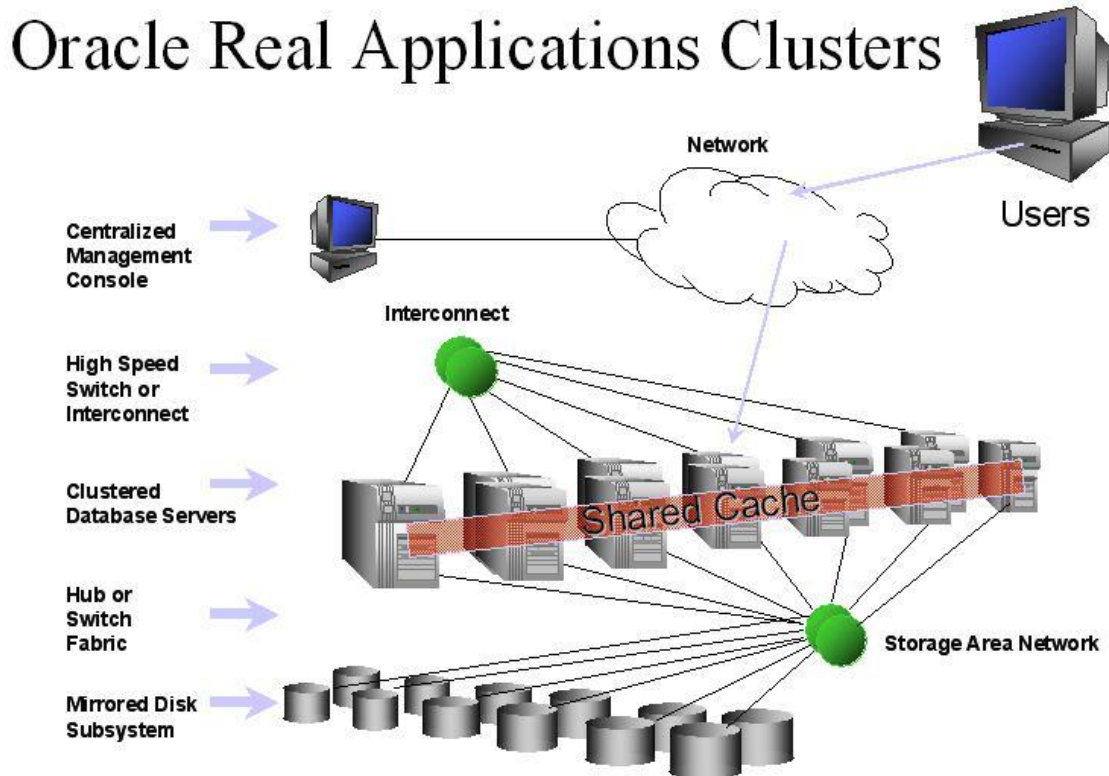 Oracle Real Applications Clusters
Network
Users
Centralized
Management
Console
Interconnect
High Speed
Switch or
Interconnect
Clustered
Database Servers
Shared Cache
Hub or
Switch
Fabric
Storage Area Network
Mirrored Disk
Subsystem